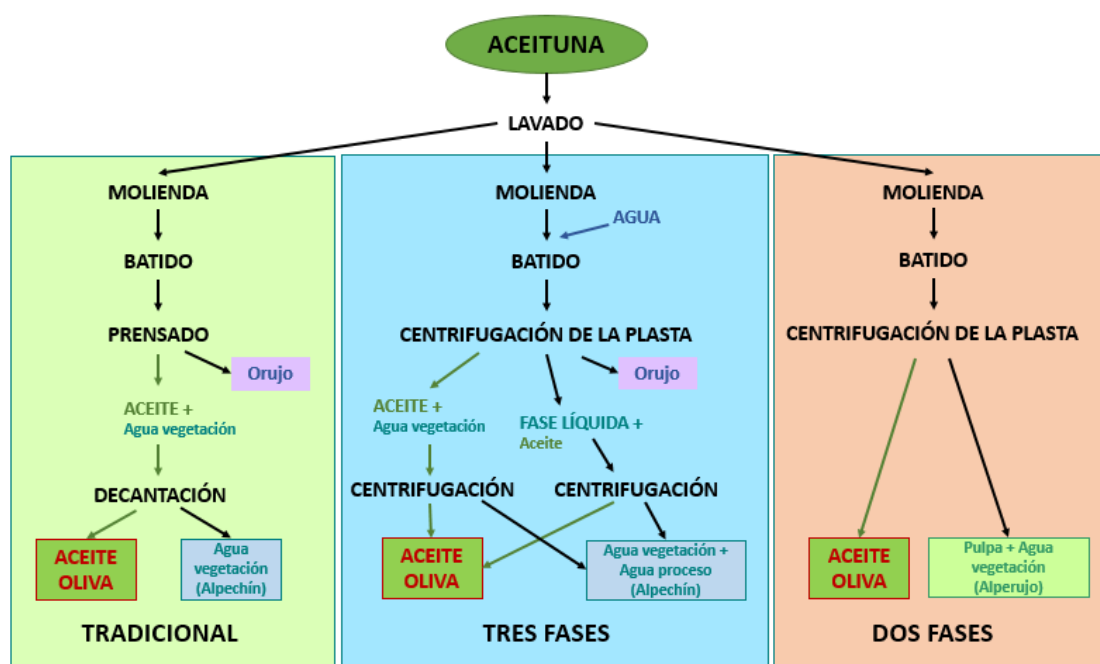 ACEITUNA
LAVADO
MOLIENDA
BATIDO
PRENSADO
Orujo
ACEITE +
Agua vegetación
DECANTACIÓN
ACEITE
OLIVA
Agua
vegetación
(Alpechín)
TRADICIONAL
MOLIENDA
AGUA
BATIDO
CENTRIFUGACIÓN DE LA PLASTA
Orujo
ACEITE +
Agua vegetación
FASE LÍQUIDA +
Aceite
CENTRIFUGACIÓN
CENTRIFUGACIÓN
ACEITE
OLIVA
Agua vegetación +
Agua proceso
(Alpechín)
TRES FASES
MOLIENDA
BATIDO
CENTRIFUGACIÓN DE LA PLASTA
ACEITE
OLIVA
Pulpa + Agua
vegetación
(Alperujo)
DOS FASES